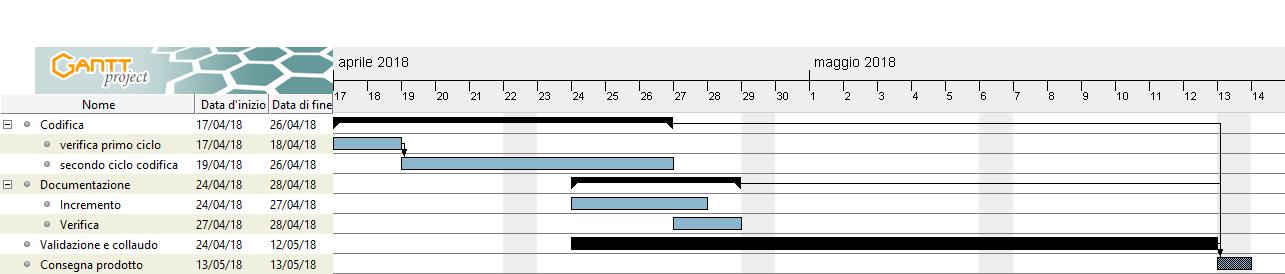 GANTT project
aprile 2018 maggio 2018
17 18 19 20 21 22 23 24 25 26 27 28 29 30 1 2 3 4 5 6 7 8 9 10 11 12 13 14
Nome Data d'inizio Data di fine
Codifica 17/04/18 26/04/18
verifica primo ciclo 17/04/18 18/04/18
secondo ciclo codifica 19/04/18 26/04/18
Documentazione 24/04/18 28/04/18
Incremento 24/04/18 27/04/18
Verifica 27/04/18 28/04/18
Validazione e collaudo 24/04/18 12/05/18
Consegna prodotto 13/05/18 13/05/18